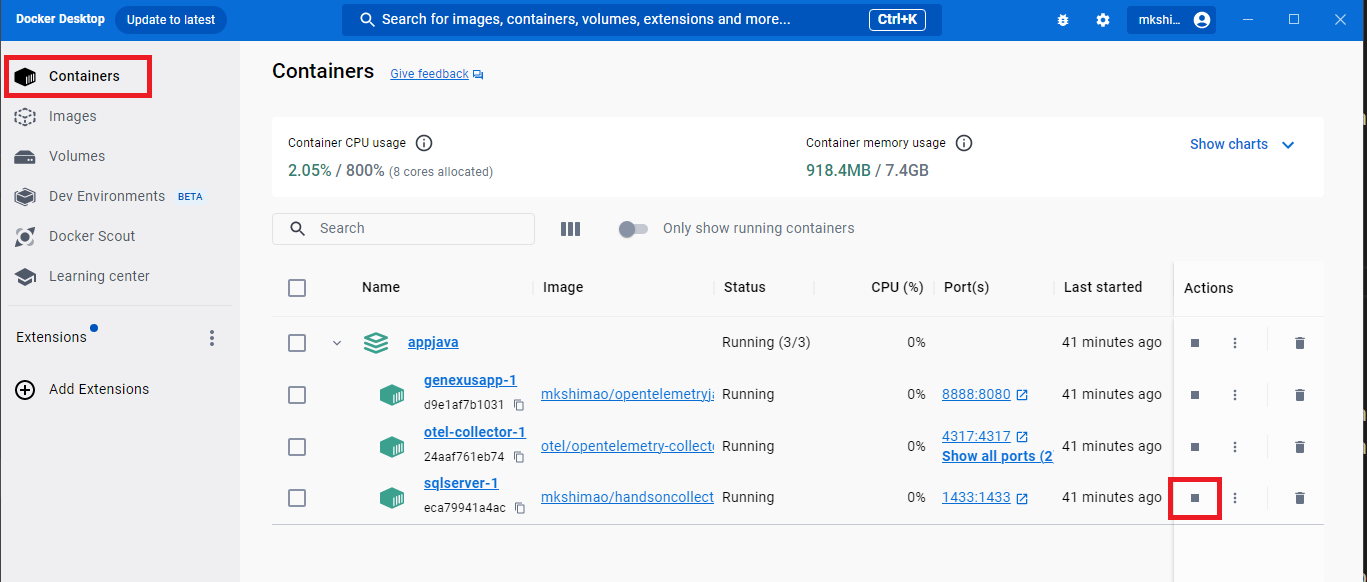 Docker Desktop Update to latest Search for images, containers, volumes, extensions and more... Ctrl+K mkshi...
Containers
Images
Volumes
Dev Environments BETA
Docker Scout
Learning center
Extensions
Add Extensions
Containers Give feedback
Container CPU usage
2.05% / 800% (8 cores allocated)
Container memory usage
918.4MB / 7.4GB
Show charts
Search Only show running containers
Name Image Status CPU (%) Port(s) Last started Actions
appjava Running (3/3) 0% 41 minutes ago
genexusapp-1
d9e1af7b1031
mkshimao/opentelemetryja Running 0% 8888:8080 41 minutes ago
otel-collector-1
24aaf761eb74
otel/opentelemetry-collecto Running 0% 4317:4317
Show all ports (2
41 minutes ago
sqlserver-1
eca79941a4ac
mkshimao/handsoncollect Running 0% 1433:1433 41 minutes ago